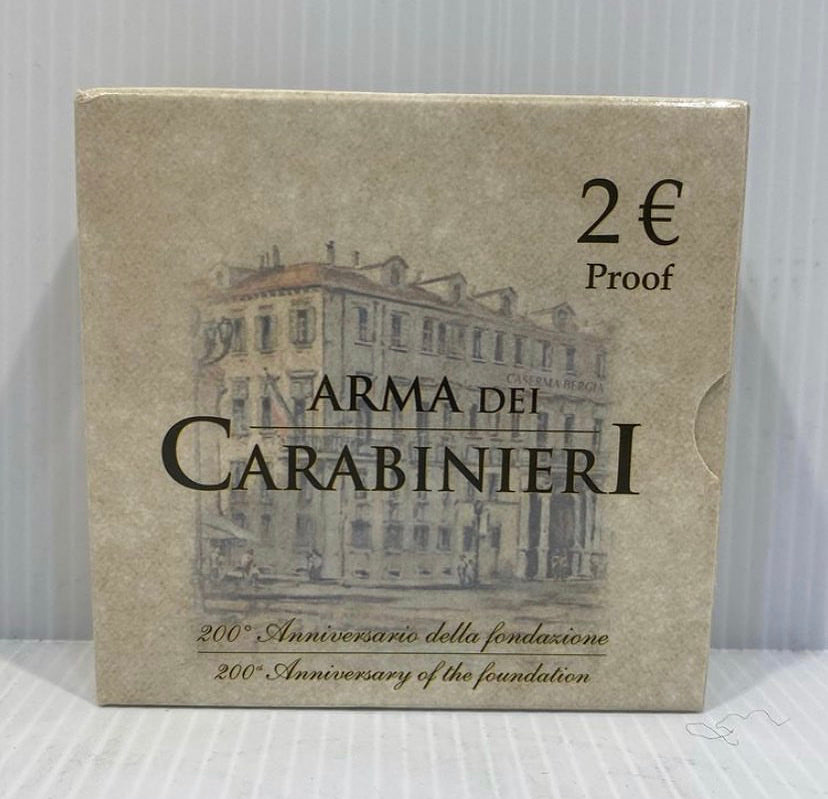 2 €
Proof
CASERMA BERGIA
ARMA DEI
CARABINIERI
200° Anniversario della fondazione
200th Anniversary of the foundation